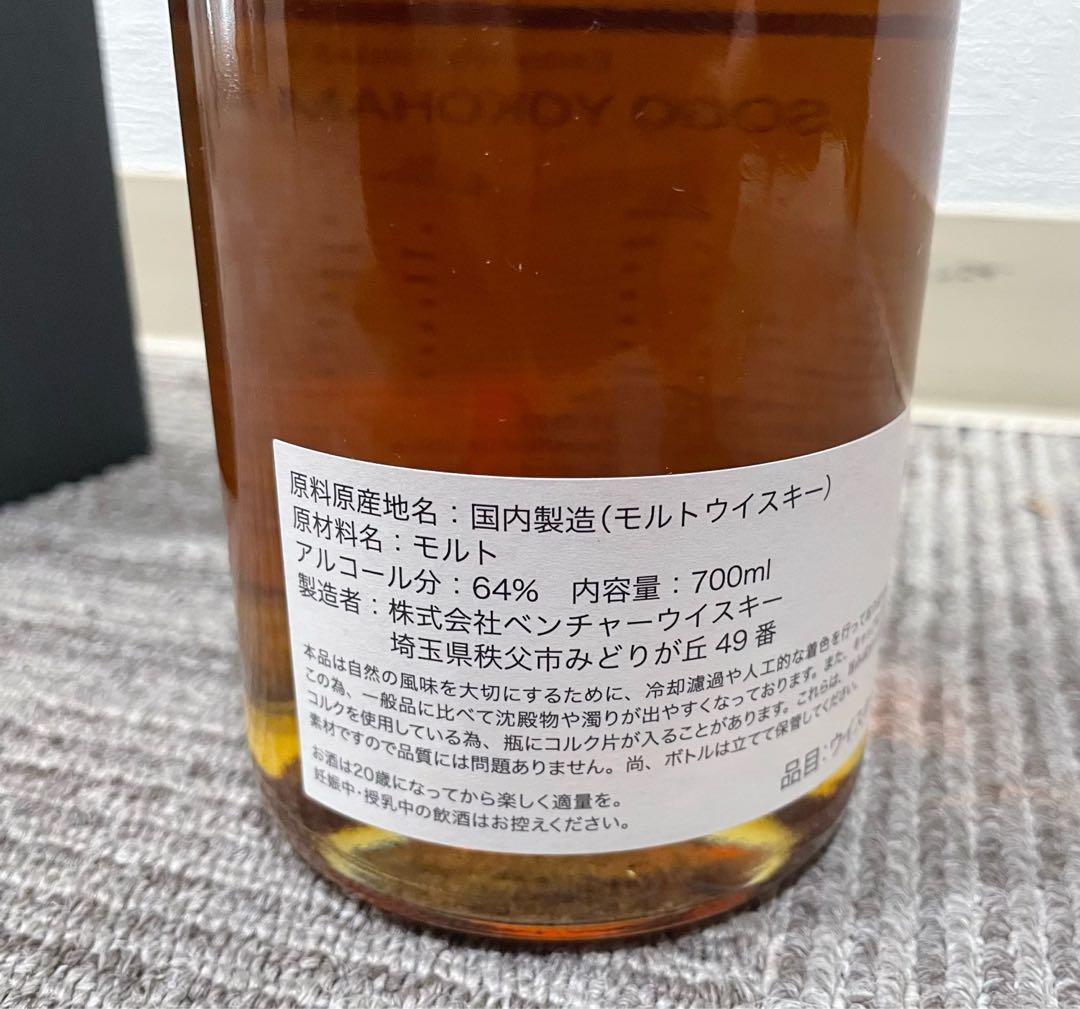 SOGO YOKOHAM
原料原産地名：国内製造(モルトウイスキー)
原材料名：モルト
アルコール分：64%　内容量：700ml
製造者：株式会社ベンチャーウイスキー
埼玉県秩父市みどりが丘49番
本品は自然の風味を大切にするために、冷却濾過や人工的な着色を行って
この為、一般品に比べて沈殿物や濁りが出やすくなっております。また、
コルクを使用している為、瓶にコルク片が入ることがあります。これらは、
素材ですので品質には問題ありません。尚、ボトルは立てて保管してください。
品目：ウイス
お酒は20歳になってから楽しく適量を。
妊娠中・授乳中の飲酒はお控えください。